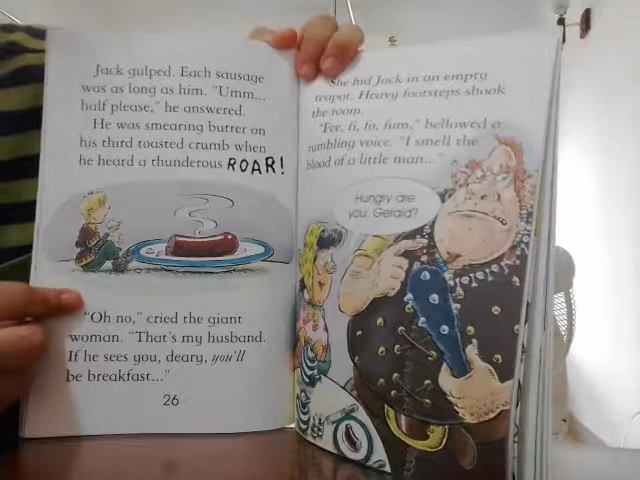 Jack gulped. Each sausage
was as long as him. "Umm...
half please," he answered.
He was smearing butter on
his third toasted crumb when
he heard a thunderous ROAR!
"Oh no," cried the giant
woman. "That's my husband.
If he sees you, deary, you'll
be breakfast..."
26
She hid Jack in an empty
teapot. Heavy footsteps shook
the room.
"Fee, fi, fo, fum," bellowed a
rumbling voice. "I smell the
blood of a little man..."
Hungry are
you, Gerald?